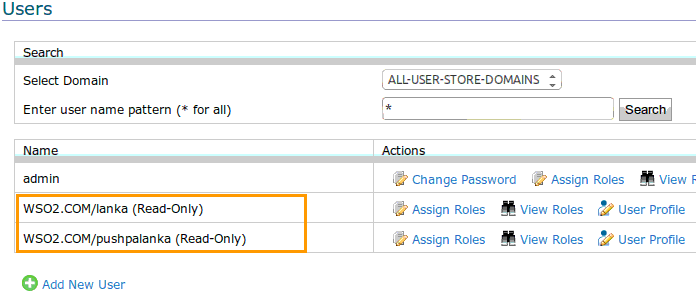 Users
Search
Select Domain ALL-USER-STORE-DOMAINS
Enter user name pattern (* for all) * Search
Name Actions
admin Change Password Assign Roles View R
WSO2.COM/lanka (Read-Only) Assign Roles View Roles User Profile
WSO2.COM/pushpalanka (Read-Only) Assign Roles View Roles User Profile
Add New User